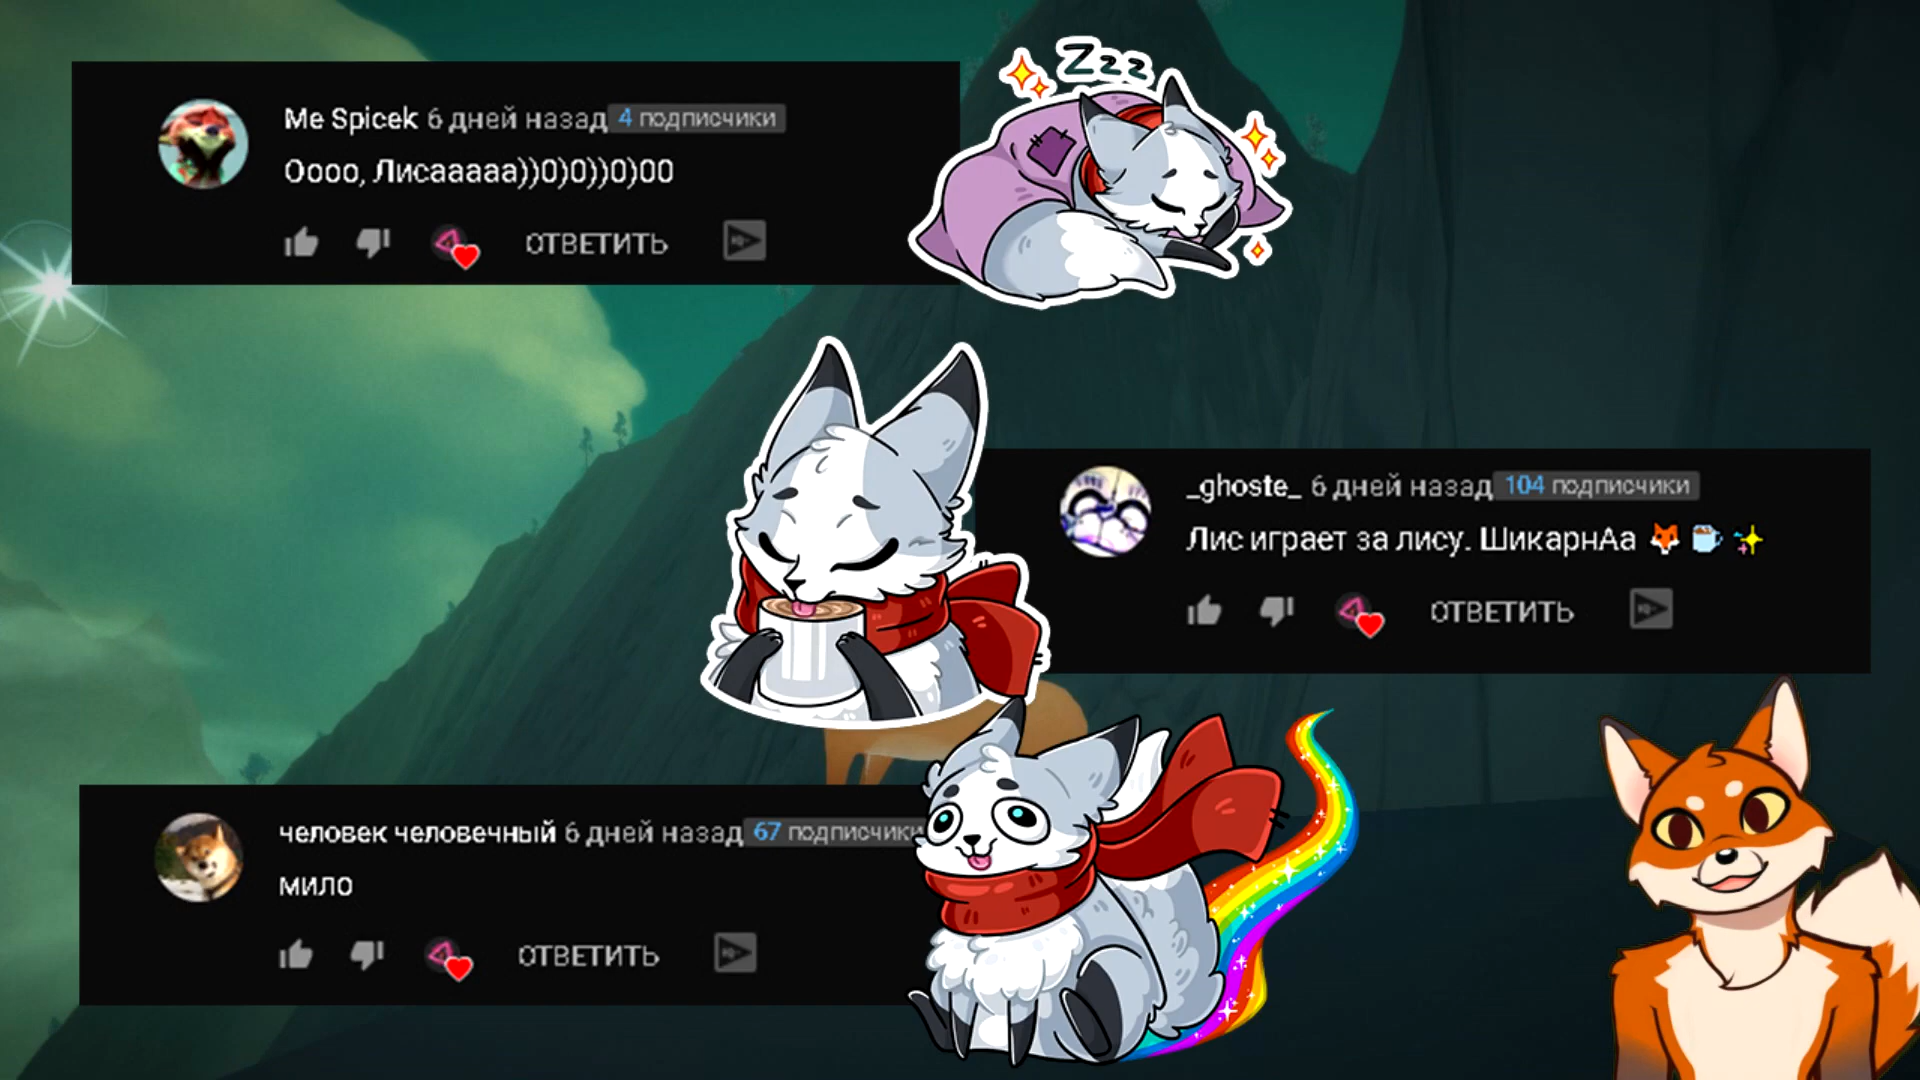 Zzz
Me Spicek 6 дней назад 4 подписчики
Оооо, Лисааааа))0)0))0)00
ОТВЕТИТЬ
_ghoste_ 6 дней назад 104 подписчики
Лис играет за лису. ШикарнАа 🦊 ☕ ✨
ОТВЕТИТЬ
человек человечный 6 дней назад 67 подписчики
мило
ОТВЕТИТЬ